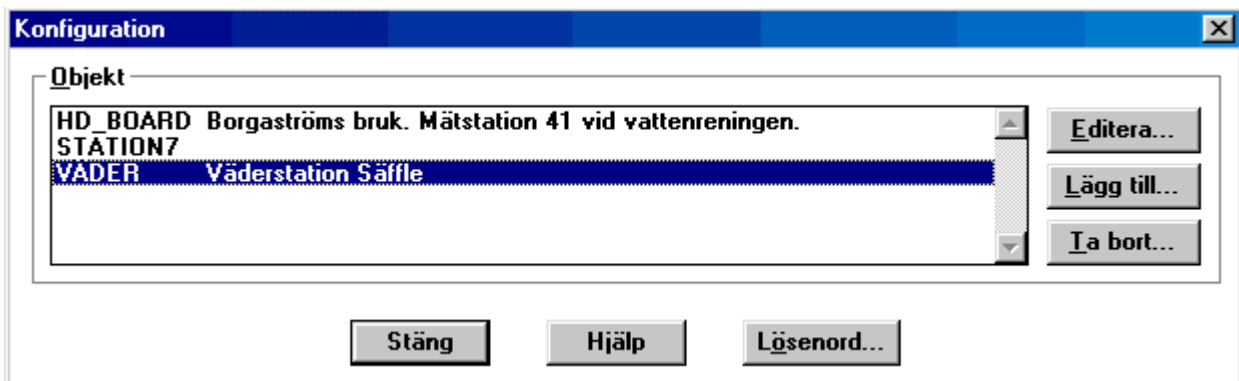 Konfiguration
Objekt
HD_BOARD Borgaströms bruk. Mätstation 41 vid vattenreningen.
STATION7
VÄDER Väderstation Säffle
Editera...
Lägg till...
Ta bort...
Stäng Hjälp Lösenord...